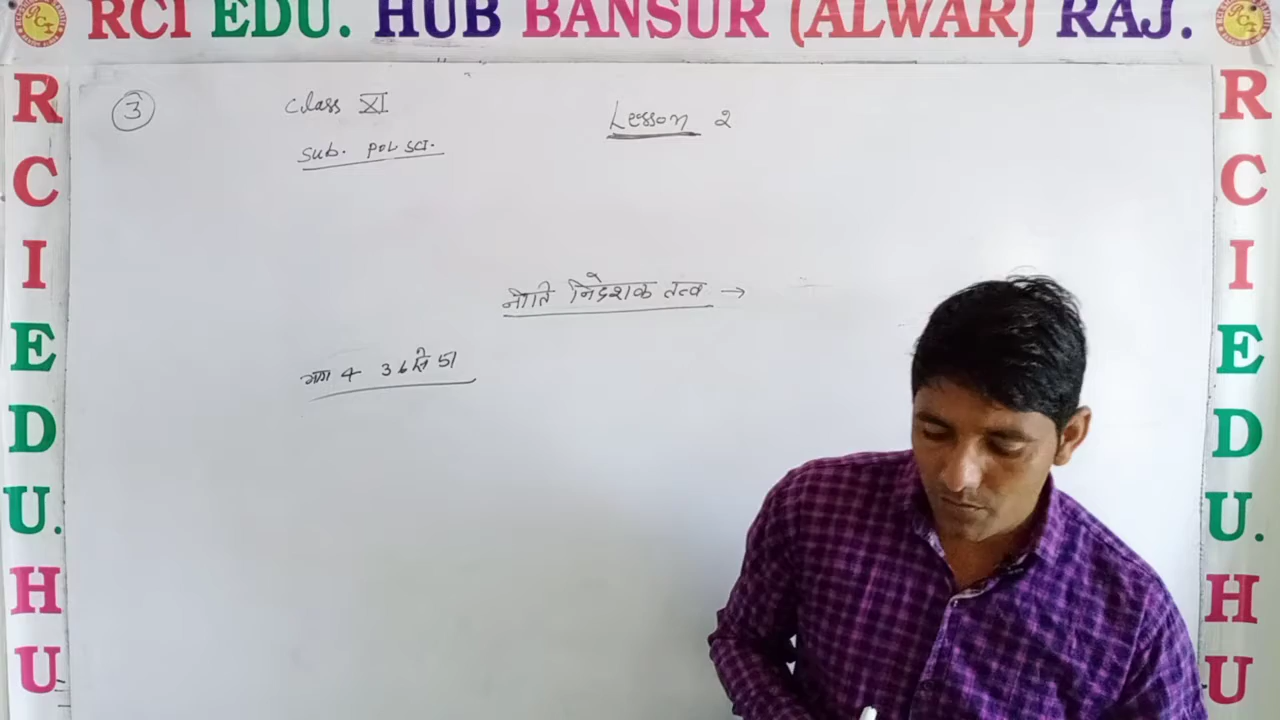 RCI EDU. HUB BANSUR (ALWAR) RAJ.
R
C
I
E
D
U.
H
U
3
Class XI
Sub. Pol sci.
Lesson 2
नीति निर्देशक तत्व →
भाग 4 36 से 51
R
C
I
E
D
U.
H
U